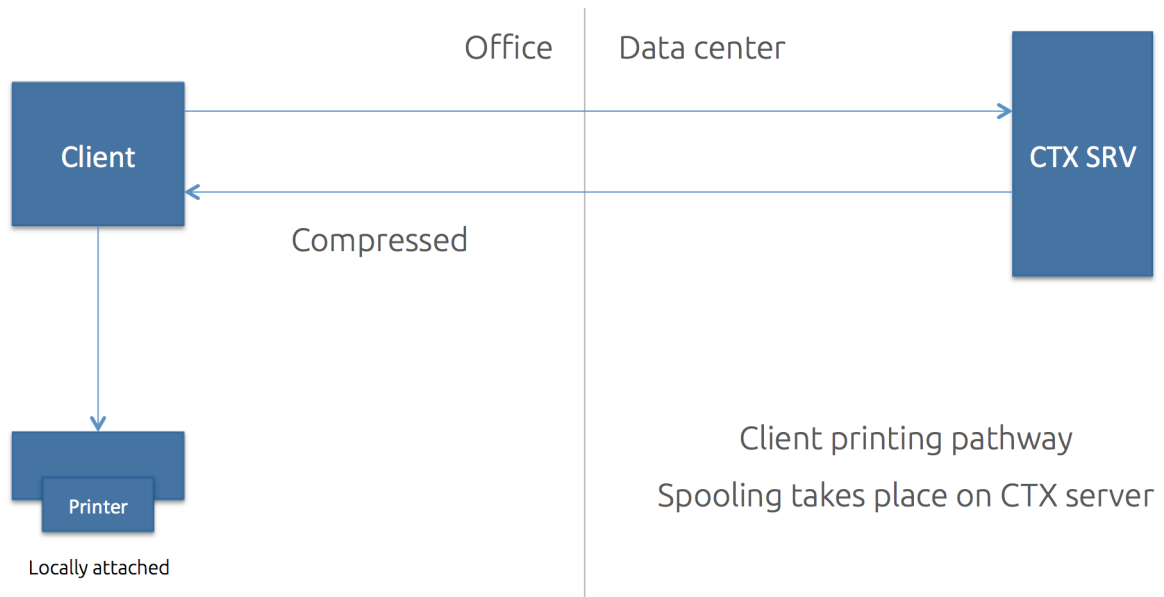 Office
Data center
Client
CTX SRV
Compressed
Client printing pathway
Spooling takes place on CTX server
Printer
Locally attached